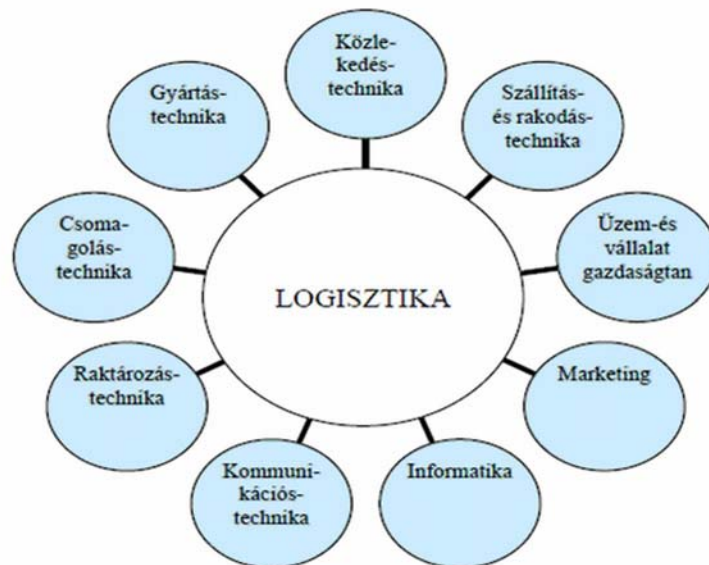 Közle-
kedés-
technika
Szállítás-
és rakodás-
technika
Üzem-és
vállalat
gazdaságtan
Marketing
Informatika
Kommuni-
kációs-
technika
Raktározás-
technika
Csoma-
golás-
technika
Gyártás-
technika
LOGISZTIKA